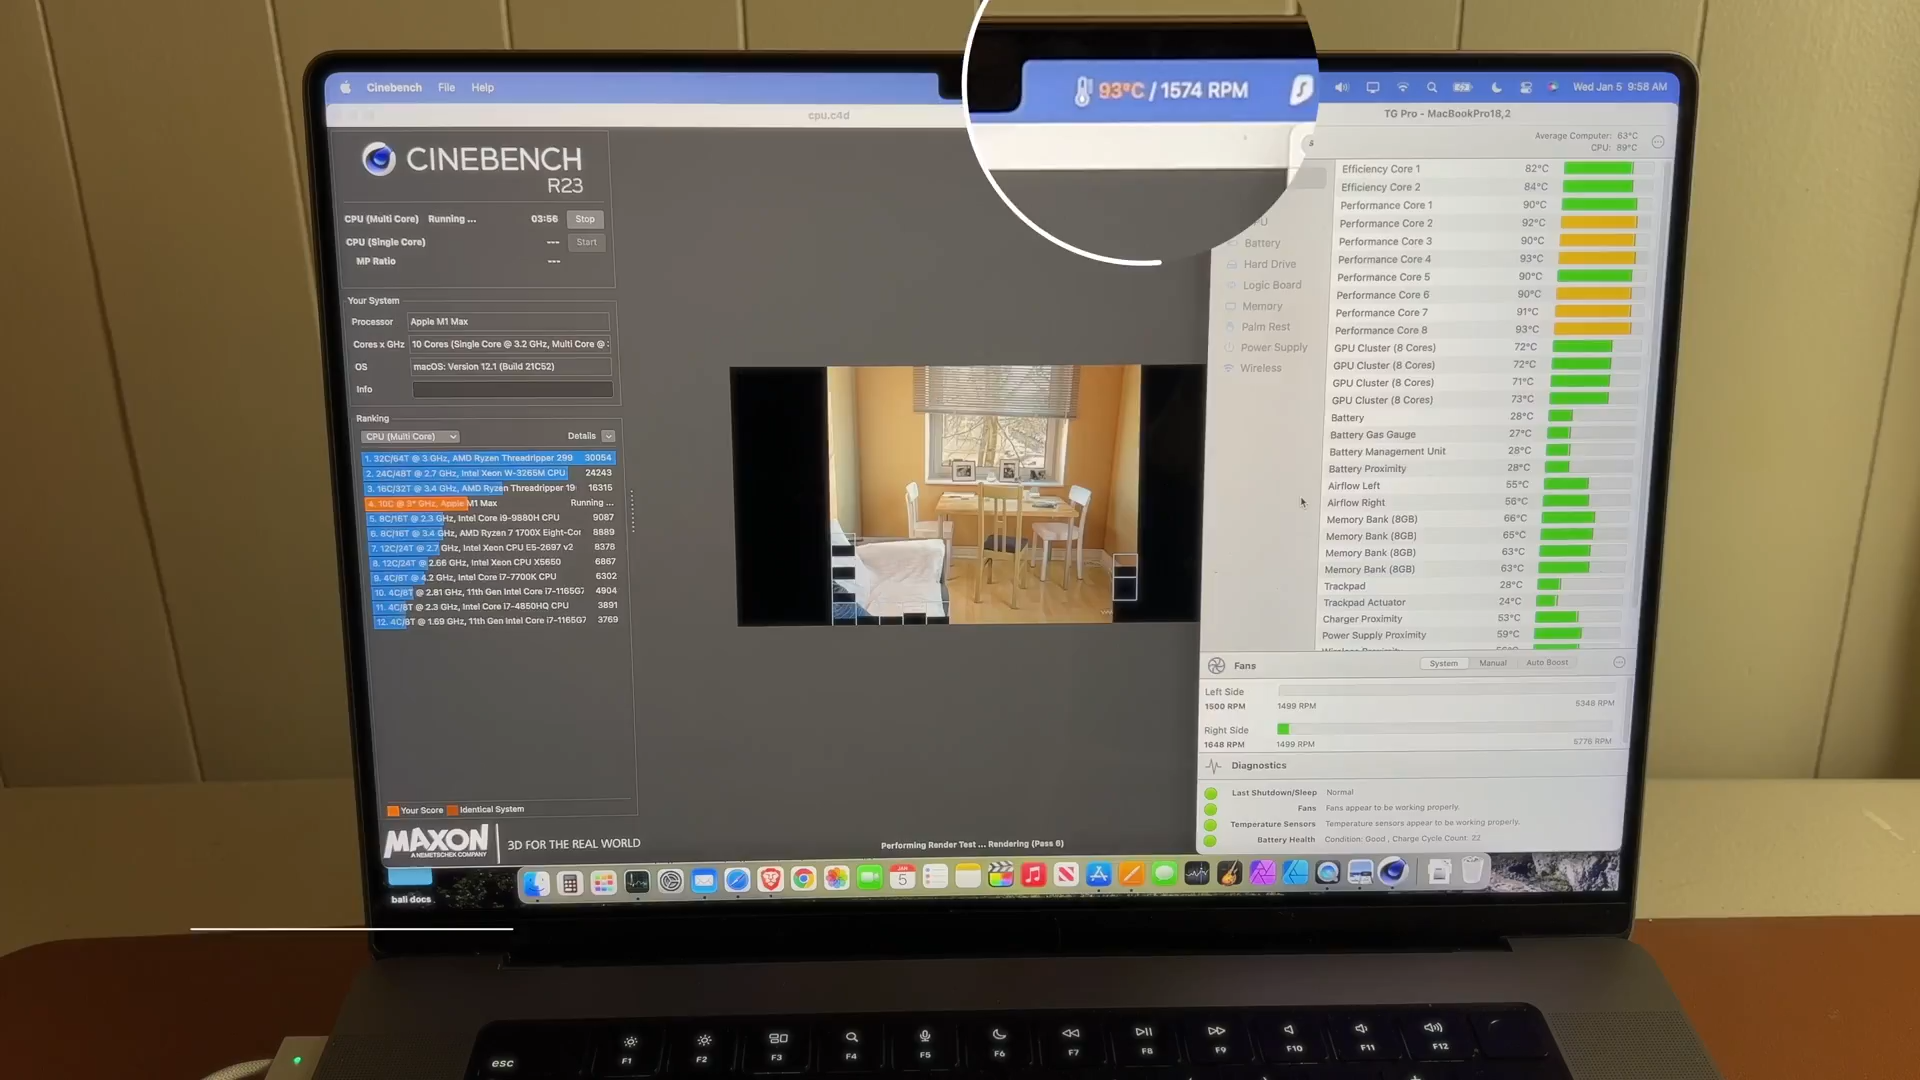 Cinebench File Help
93°C / 1574 RPM
Wed Jan 5 9:58 AM
cpu.c4d
TG Pro - MacBookPro18,2
CINEBENCH
R23
CPU (Multi Core) Running ... 03:56 Stop
CPU (Single Core) --- Start
MP Ratio ---
Your System
Processor Apple M1 Max
Cores x GHz 10 Cores (Single Core @ 3.2 GHz, Multi Core @ :
OS macOS: Version 12.1 (Build 21C52)
Info
Ranking
CPU (Multi Core) Details
1. 32C/64T @ 3 GHz, AMD Ryzen Threadripper 299 30054
2. 24C/48T @ 2.7 GHz, Intel Xeon W-3265M CPU 24243
3. 16C/32T @ 3.4 GHz, AMD Ryzen Threadripper 19 16315
4. 10C @ 3* GHz, Apple M1 Max Running ...
5. 8C/16T @ 2.3 GHz, Intel Core i9-9880H CPU 9087
6. 8C/16T @ 3.4 GHz, AMD Ryzen 7 1700X Eight-Cor 8889
7. 12C/24T @ 2.7 GHz, Intel Xeon CPU E5-2697 v2 8378
8. 12C/24T @ 2.66 GHz, Intel Xeon CPU X5650 6867
9. 4C/8T @ 4.2 GHz, Intel Core i7-7700K CPU 6302
10. 4C/8T @ 2.81 GHz, 11th Gen Intel Core i7-1165G7 4904
11. 4C/8T @ 2.3 GHz, Intel Core i7-4850HQ CPU 3891
12. 4C/8T @ 1.69 GHz, 11th Gen Intel Core i7-1165G7 3769
Your Score Identical System
MAXON
A NEMETSCHEK COMPANY
3D FOR THE REAL WORLD
Performing Render Test ... Rendering (Pass 6)
Average Computer: 63°C
CPU: 89°C
Battery
Hard Drive
Logic Board
Memory
Palm Rest
Power Supply
Wireless
Efficiency Core 1 82°C
Efficiency Core 2 84°C
Performance Core 1 90°C
Performance Core 2 92°C
Performance Core 3 90°C
Performance Core 4 93°C
Performance Core 5 90°C
Performance Core 6 90°C
Performance Core 7 91°C
Performance Core 8 93°C
GPU Cluster (8 Cores) 72°C
GPU Cluster (8 Cores) 72°C
GPU Cluster (8 Cores) 71°C
GPU Cluster (8 Cores) 73°C
Battery 28°C
Battery Gas Gauge 27°C
Battery Management Unit 28°C
Battery Proximity 28°C
Airflow Left 55°C
Airflow Right 56°C
Memory Bank (8GB) 66°C
Memory Bank (8GB) 65°C
Memory Bank (8GB) 63°C
Memory Bank (8GB) 63°C
Trackpad 28°C
Trackpad Actuator 24°C
Charger Proximity 53°C
Power Supply Proximity 59°C
Fans System Manual Auto Boost
Left Side
1500 RPM 1499 RPM 5348 RPM
Right Side
1648 RPM 1499 RPM 5776 RPM
Diagnostics
Last Shutdown/Sleep Normal
Fans Fans appear to be working properly.
Temperature Sensors Temperature sensors appear to be working properly.
Battery Health Condition: Good , Charge Cycle Count: 22
JAN
5
bali docs
esc F1 F2 F3 F4 F5 F6 F7 F8 F9 F10 F11 F12